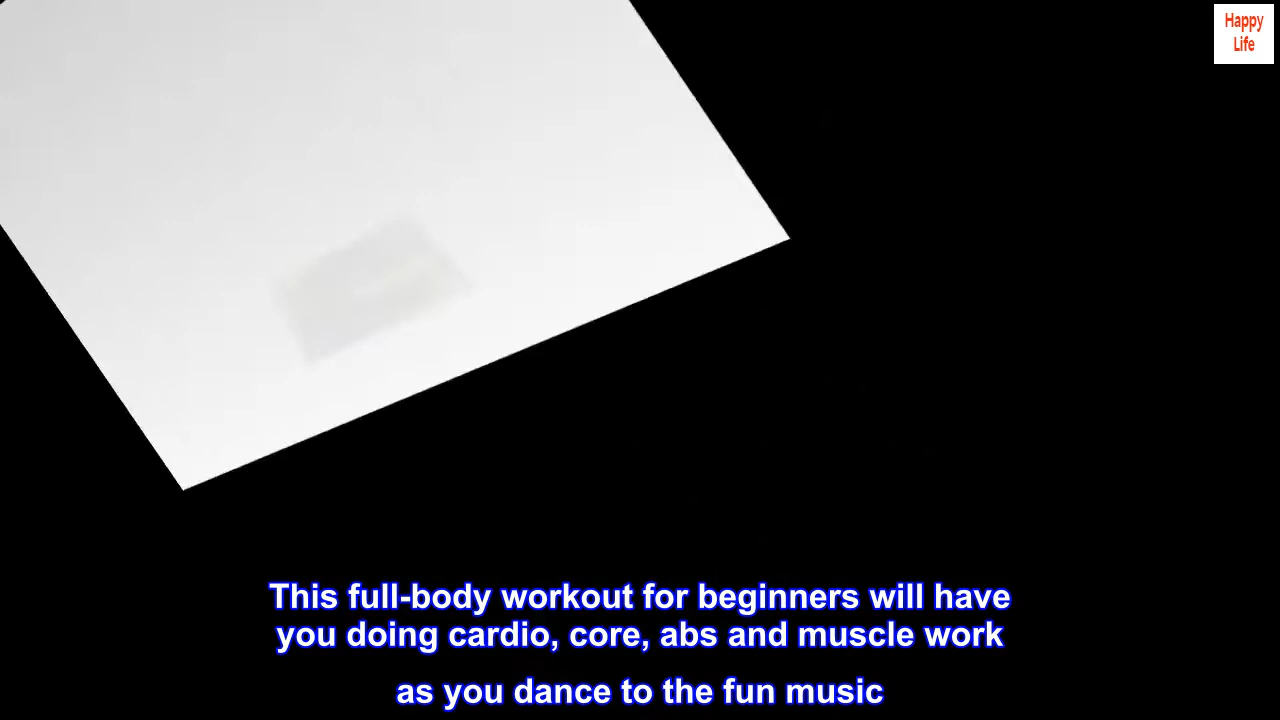 Happy
Life
This full-body workout for beginners will have
you doing cardio, core, abs and muscle work
as you dance to the fun music